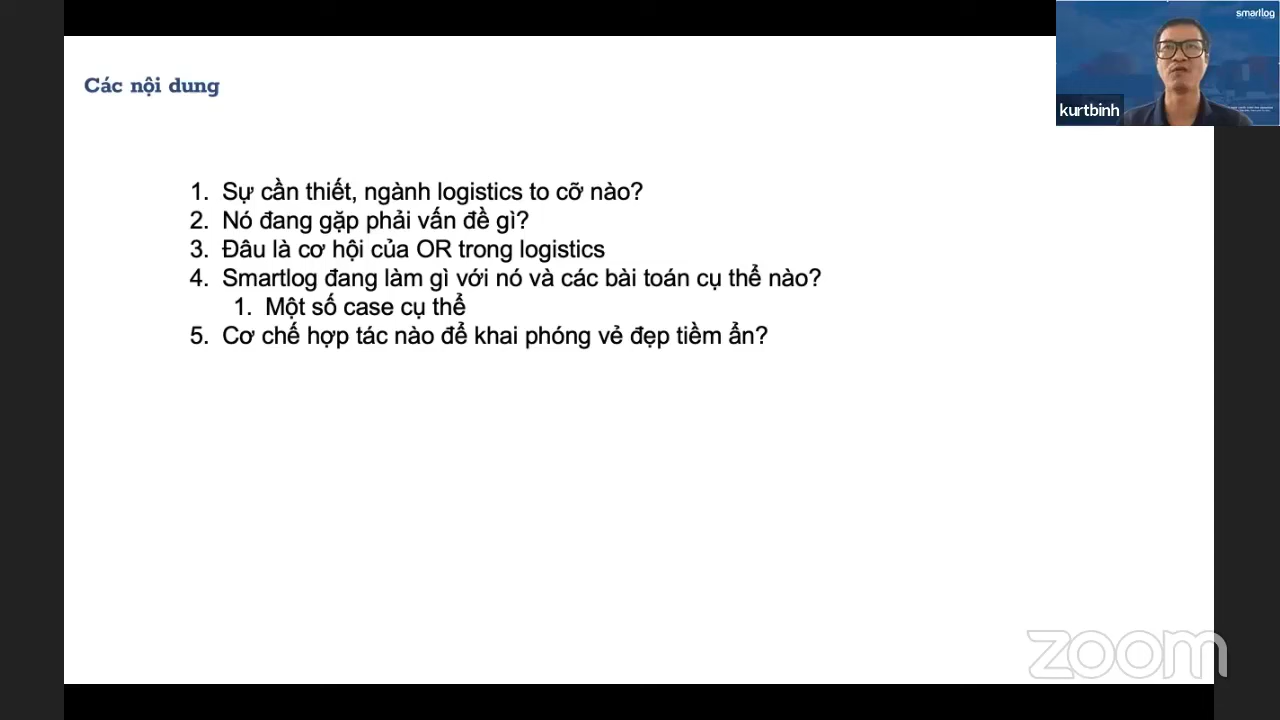 smartlog
kurtbinh
Các nội dung
1. Sự cần thiết, ngành logistics to cỡ nào?
2. Nó đang gặp phải vấn đề gì?
3. Đâu là cơ hội của OR trong logistics
4. Smartlog đang làm gì với nó và các bài toán cụ thể nào?
1. Một số case cụ thể
5. Cơ chế hợp tác nào để khai phóng vẻ đẹp tiềm ẩn?
zoom